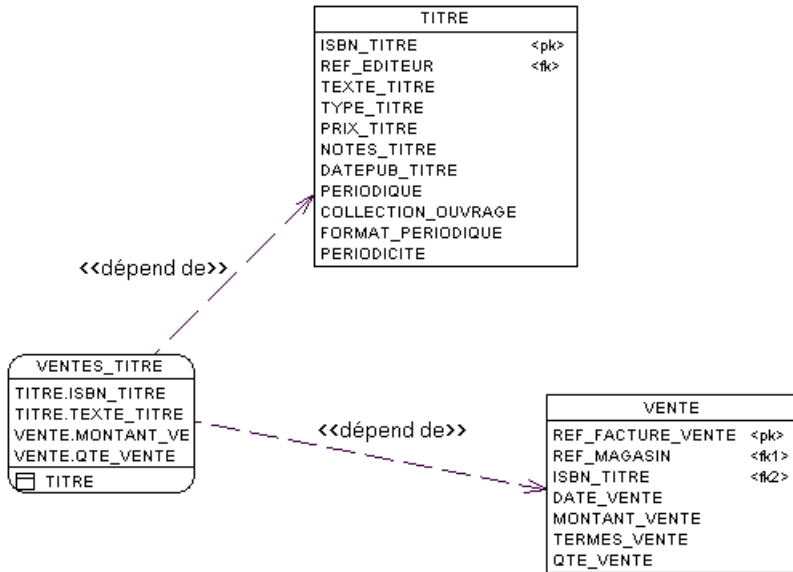 TITRE
ISBN_TITRE <pk>
REF_EDITEUR <fk>
TEXTE_TITRE
TYPE_TITRE
PRIX_TITRE
NOTES_TITRE
DATEPUB_TITRE
PERIODIQUE
COLLECTION_OUVRAGE
FORMAT_PERIODIQUE
PERIODICITE
<<dépend de>>
VENTES_TITRE
TITRE.ISBN_TITRE
TITRE.TEXTE_TITRE
VENTE.MONTANT_VE
VENTE.QTE_VENTE
TITRE
<<dépend de>>
VENTE
REF_FACTURE_VENTE <pk>
REF_MAGASIN <fk1>
ISBN_TITRE <fk2>
DATE_VENTE
MONTANT_VENTE
TERMES_VENTE
QTE_VENTE